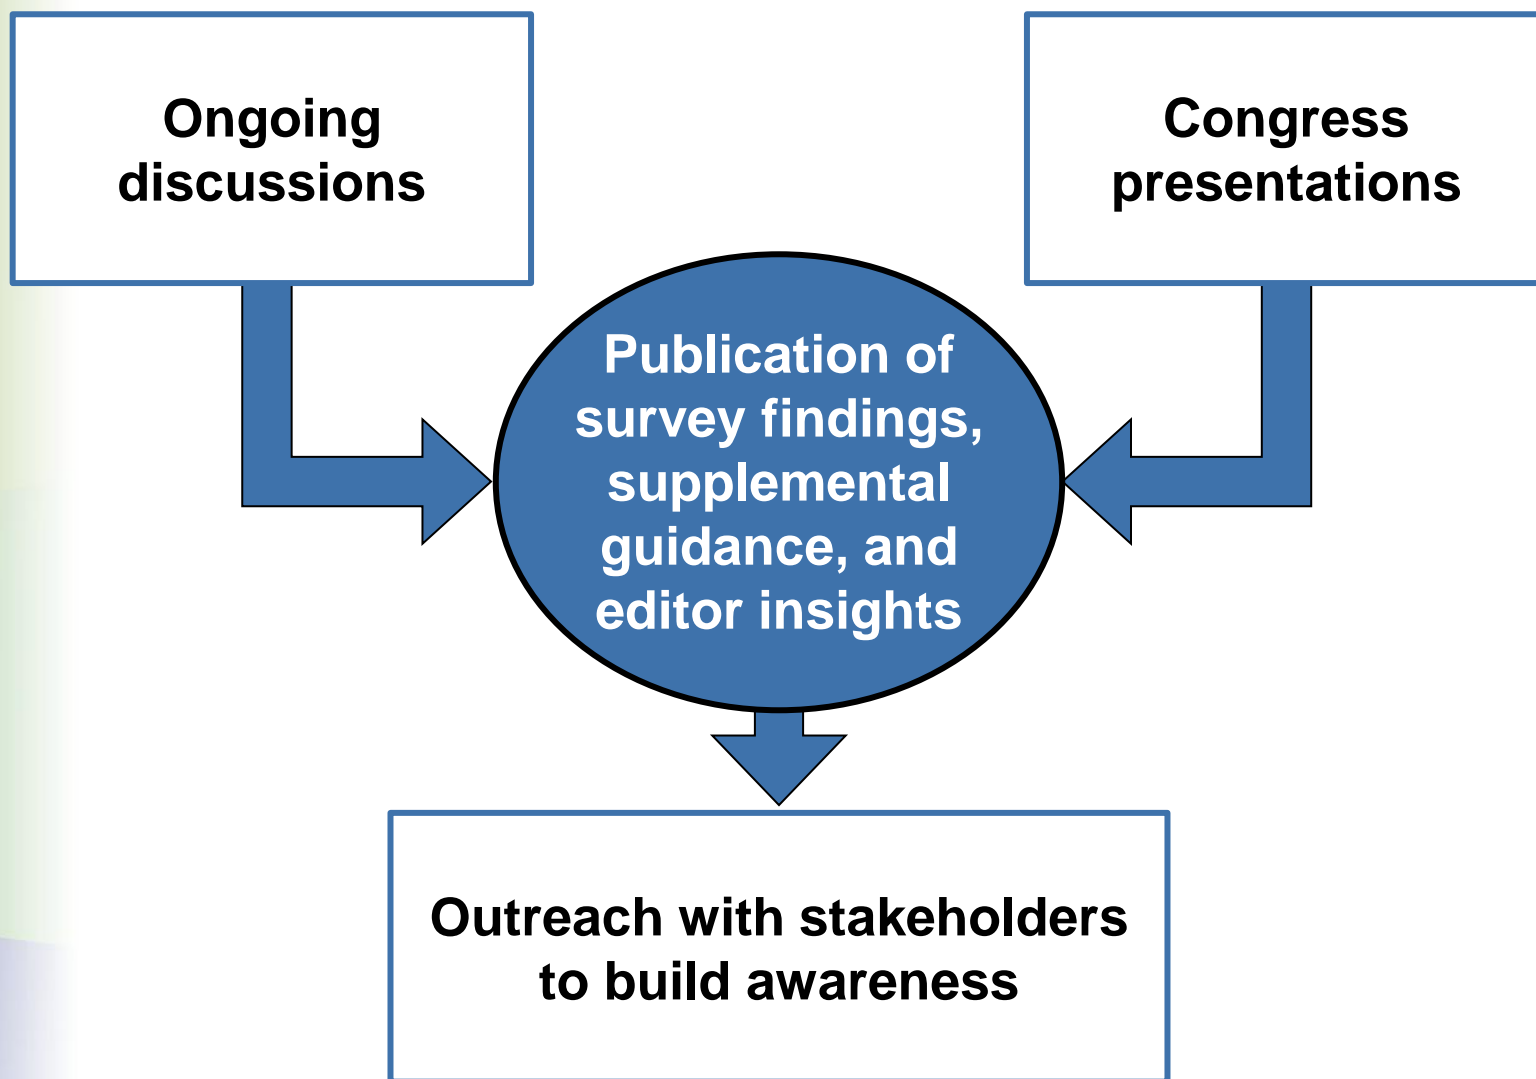 Ongoing
discussions
Congress
presentations
Publication of
survey findings,
supplemental
guidance, and
editor insights
Outreach with stakeholders
to build awareness